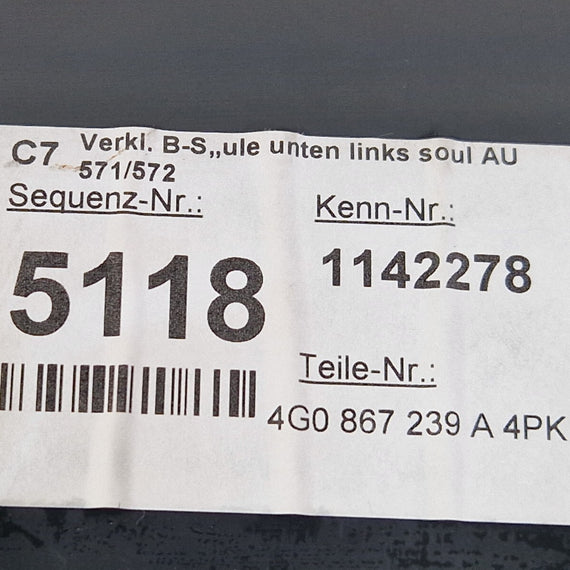 C7 Verkl. B-S„ule unten links soul AU
571/572
Sequenz-Nr.:
5118
Kenn-Nr.:
1142278
Teile-Nr.:
4G0 867 239 A 4PK